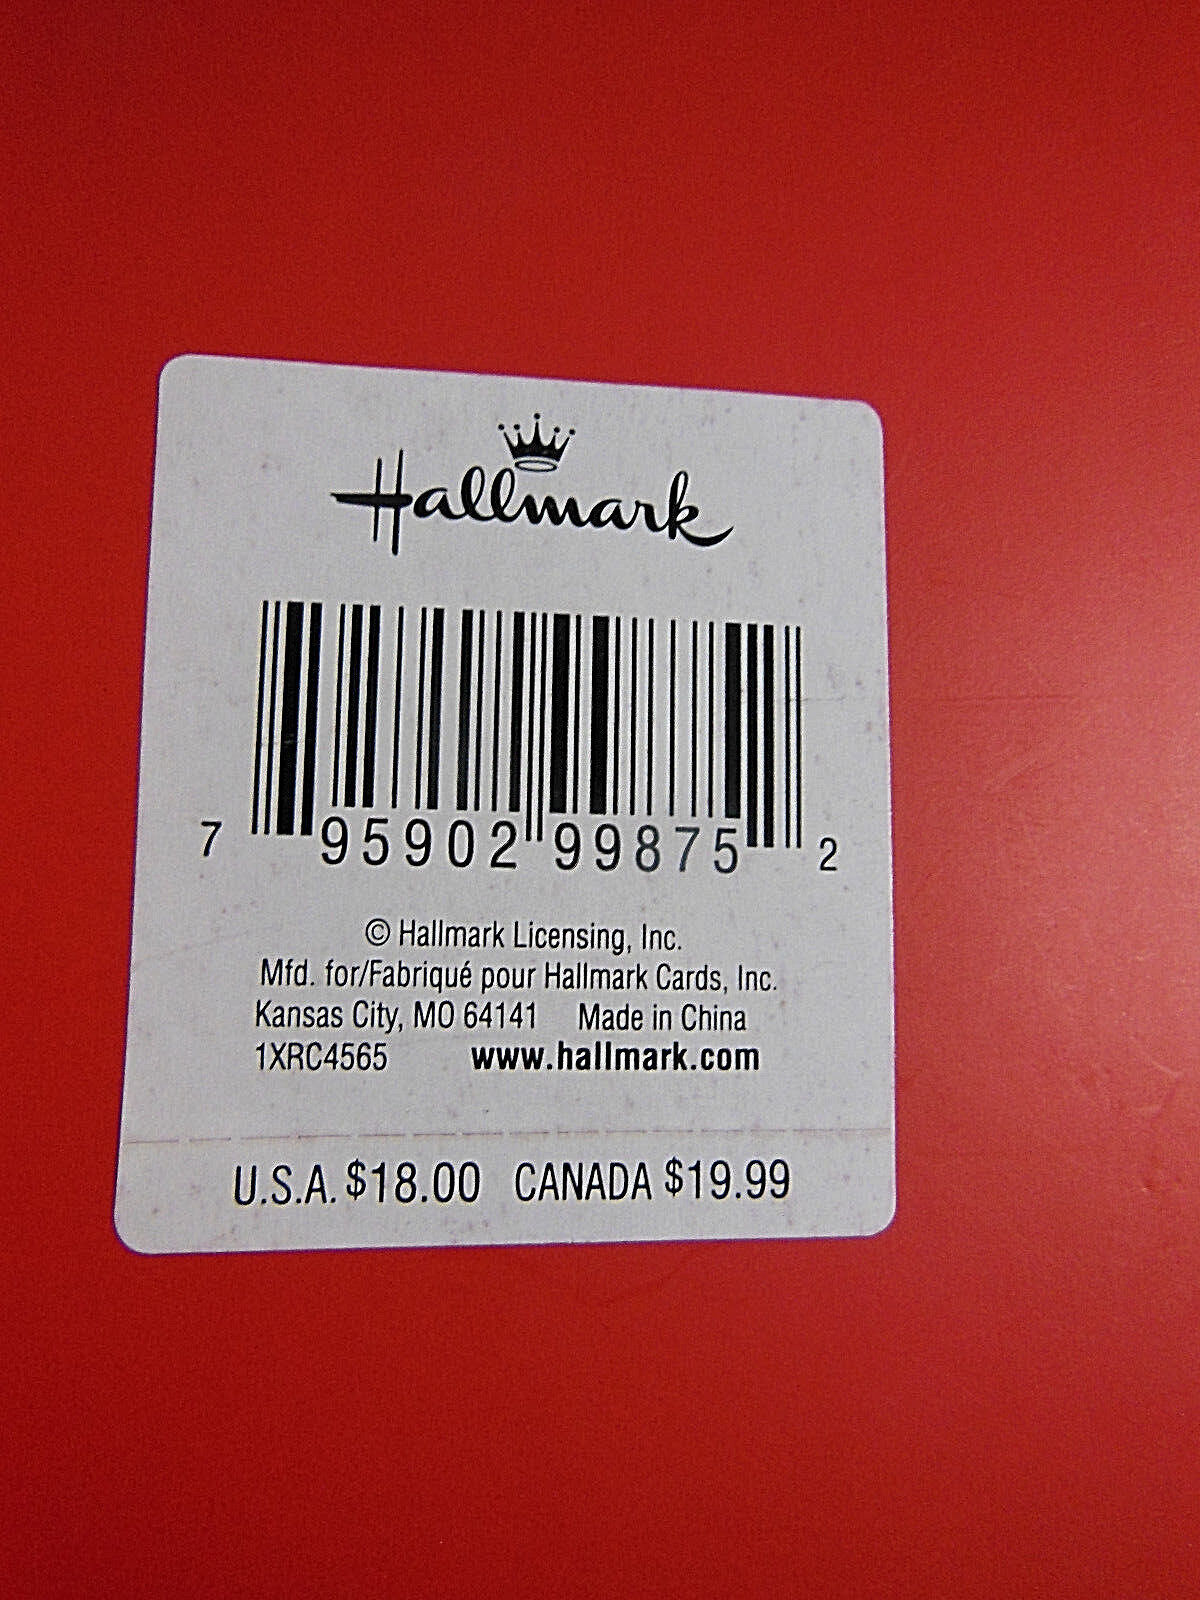 Hallmark
7 95902 99875 2
© Hallmark Licensing, Inc.
Mfd. for/Fabriqué pour Hallmark Cards, Inc.
Kansas City, MO 64141 Made in China
1XRC4565 www.hallmark.com
U.S.A. $18.00 CANADA $19.99